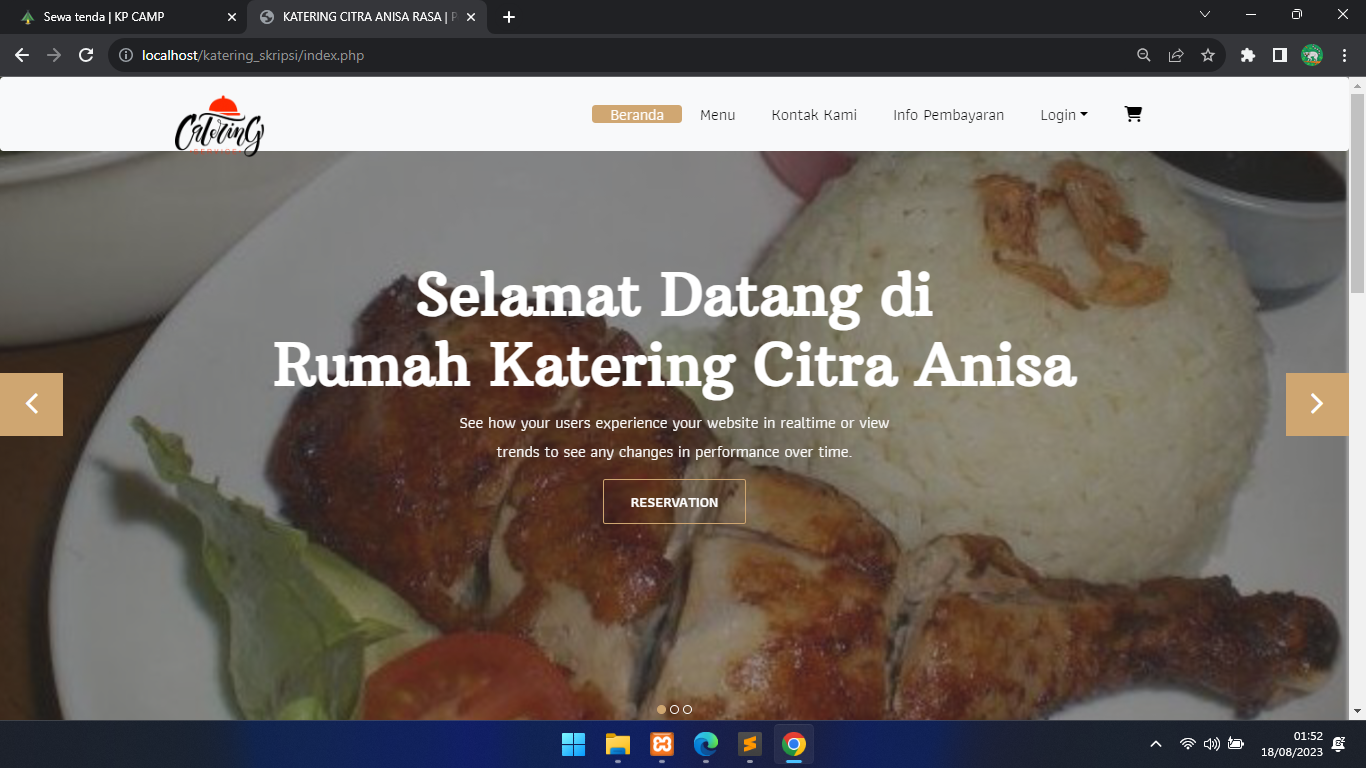 Sewa tenda | KP CAMP
KATERING CITRA ANISA RASA | P
localhost/katering_skripsi/index.php
Catering
SERVICE
Beranda
Menu
Kontak Kami
Info Pembayaran
Login
Selamat Datang di
Rumah Katering Citra Anisa
See how your users experience your website in realtime or view
trends to see any changes in performance over time.
RESERVATION
01:52
18/08/2023